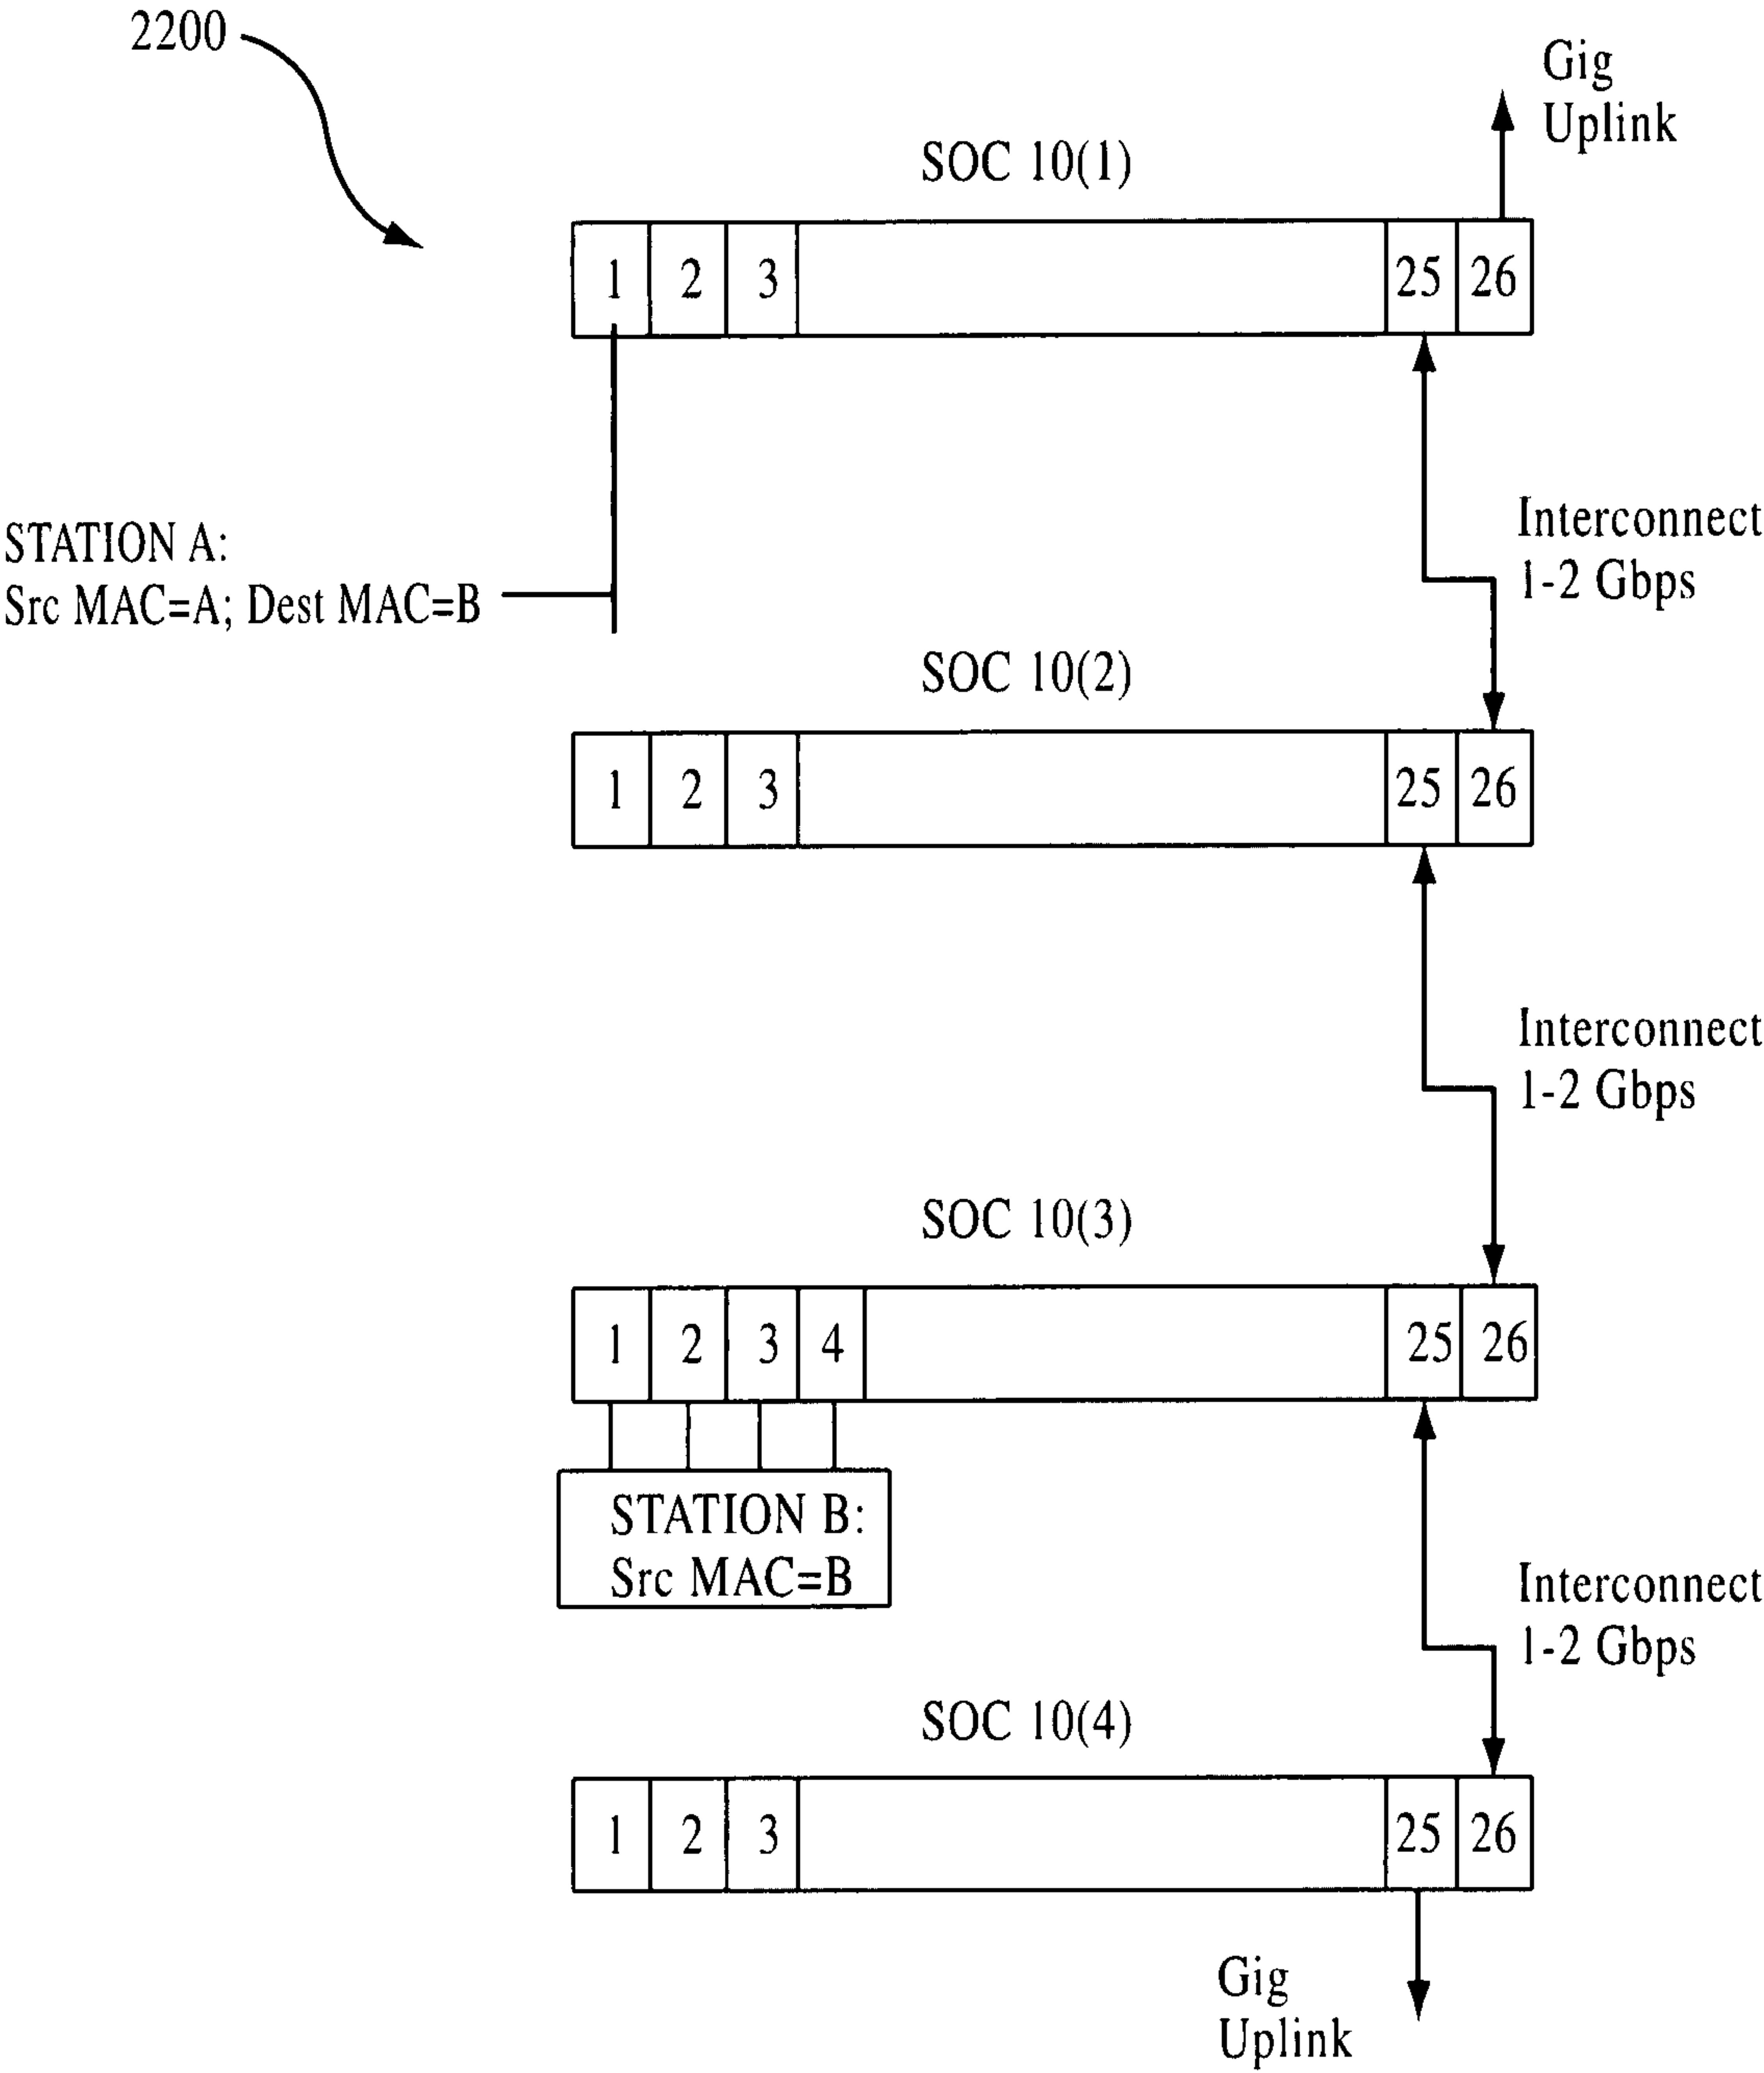 2200
Gig
Uplink
SOC 10(1)
1 2 3 25 26
STATION A:
Src MAC=A; Dest MAC=B
Interconnect
1-2 Gbps
SOC 10(2)
1 2 3 25 26
Interconnect
1-2 Gbps
SOC 10(3)
1 2 3 4 25 26
STATION B:
Src MAC=B
Interconnect
1-2 Gbps
SOC 10(4)
1 2 3 25 26
Gig
Uplink